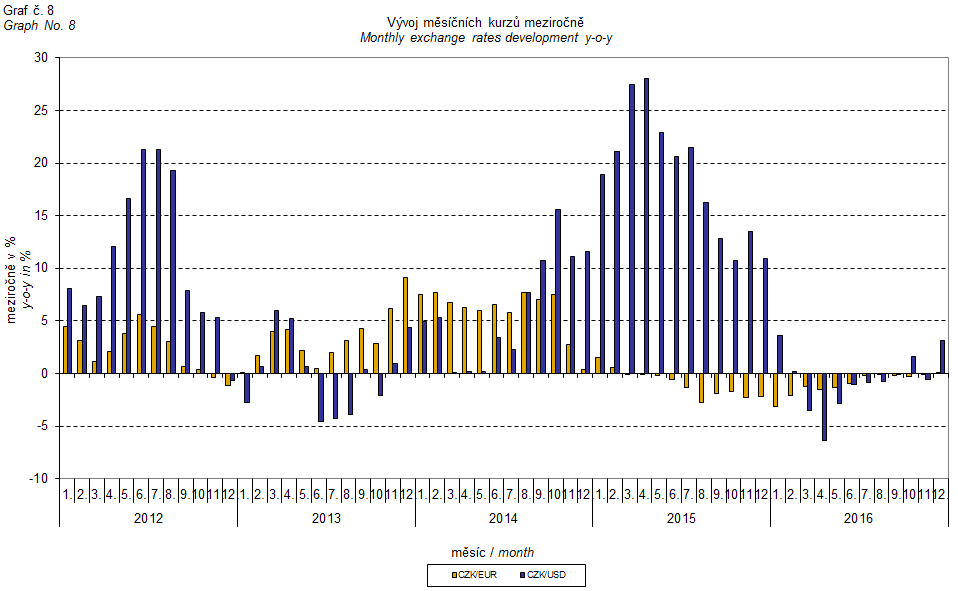 Graf č. 8
Graph No. 8
Vývoj měsíčních kurzů meziročně
Monthly exchange rates development y-o-y
meziročně v %
y-o-y in %
30
25
20
15
10
5
0
-5
-10
1. 2. 3. 4. 5. 6. 7. 8. 9. 10 11 12 1. 2. 3. 4. 5. 6. 7. 8. 9. 10 11 12 1. 2. 3. 4. 5. 6. 7. 8. 9. 10 11 12 1. 2. 3. 4. 5. 6. 7. 8. 9. 10 11 12 1. 2. 3. 4. 5. 6. 7. 8. 9. 10 11 12.
2012 2013 2014 2015 2016
měsíc / month
CZK/EUR CZK/USD